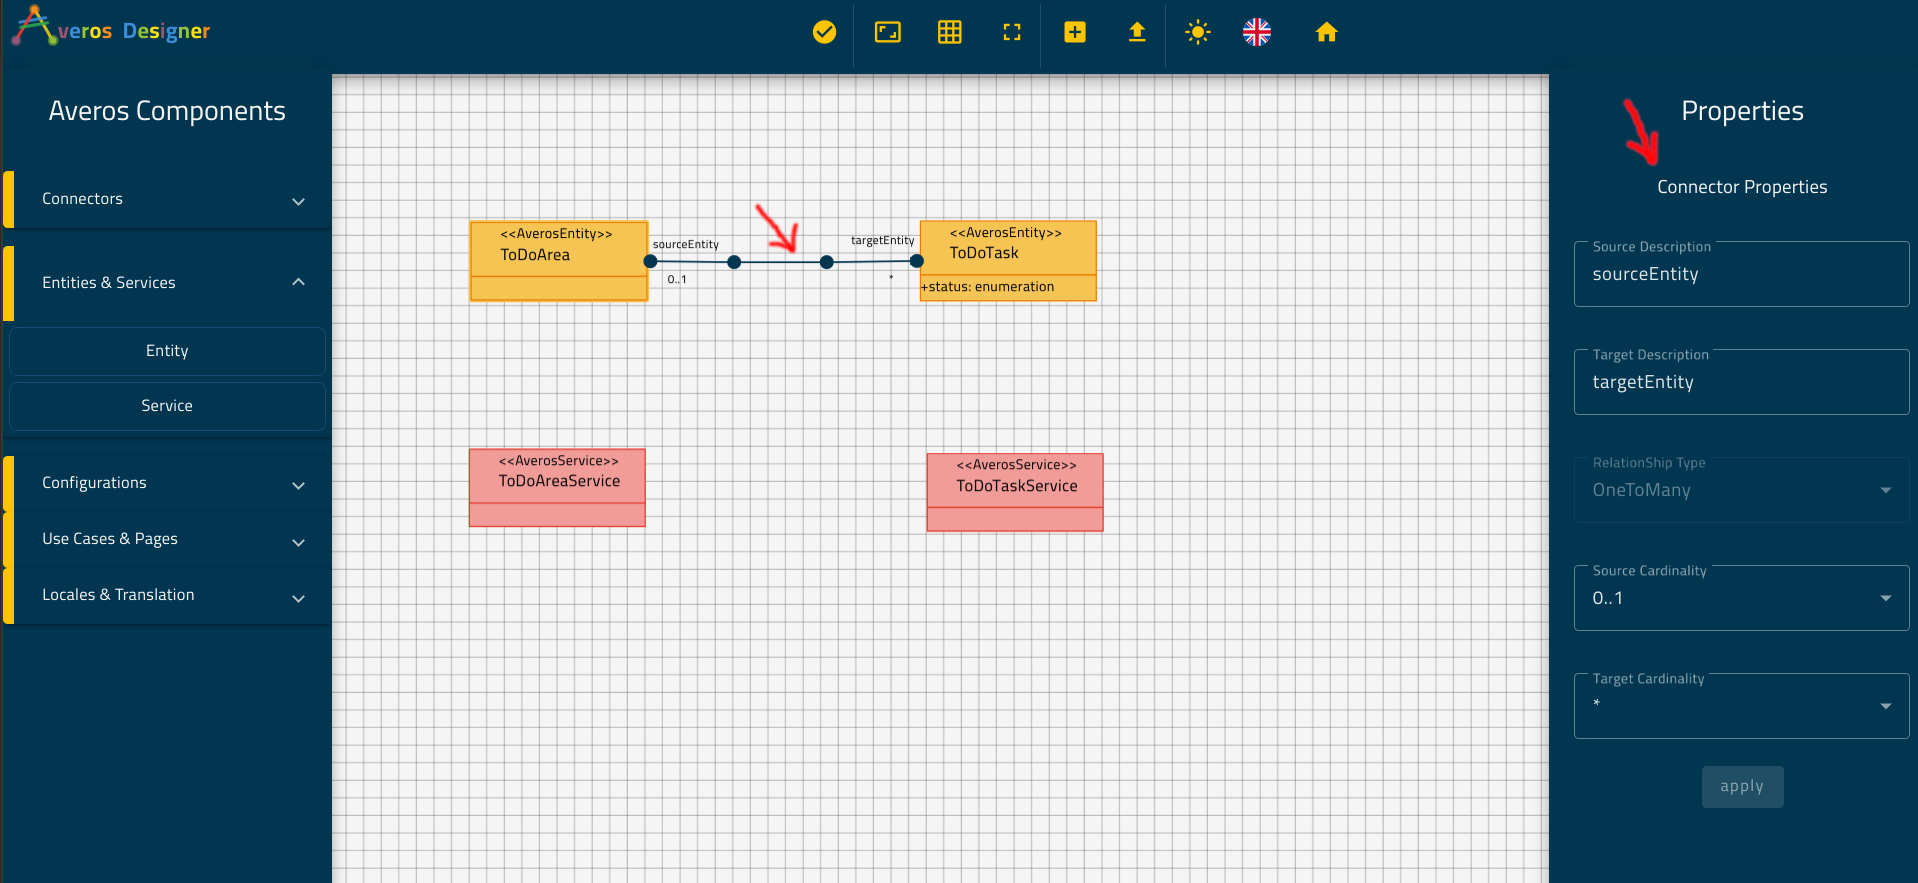 Averos Designer
Averos Components
Connectors
Entities & Services
Entity
Service
Configurations
Use Cases & Pages
Locales & Translation
<<AverosEntity>>
ToDoArea
sourceEntity
0..1
targetEntity
*
<<AverosEntity>>
ToDoTask
+status: enumeration
<<AverosService>>
ToDoAreaService
<<AverosService>>
ToDoTaskService
Properties
Connector Properties
Source Description
sourceEntity
Target Description
targetEntity
RelationShip Type
OneToMany
Source Cardinality
0..1
Target Cardinality
*
apply